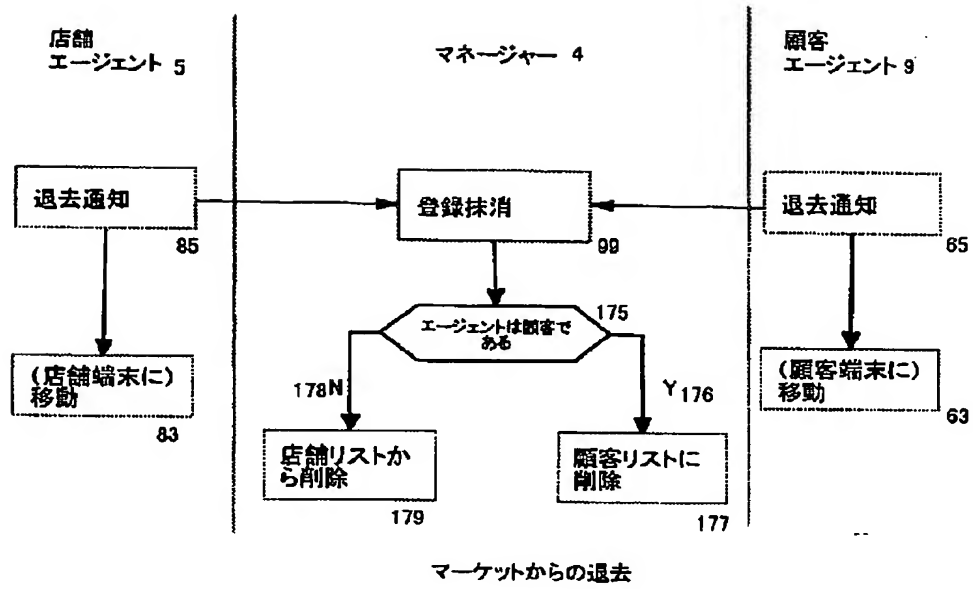 店舗
エージェント 5
マネージャー 4
顧客
エージェント 9
退去通知
85
登録抹消
99
退去通知
65
175
エージェントは顧客で
ある
(店舗端末に)
移動
83
178N
Y176
(顧客端末に)
移動
63
店舗リストか
ら削除
179
顧客リストに
削除
177
マーケットからの退去